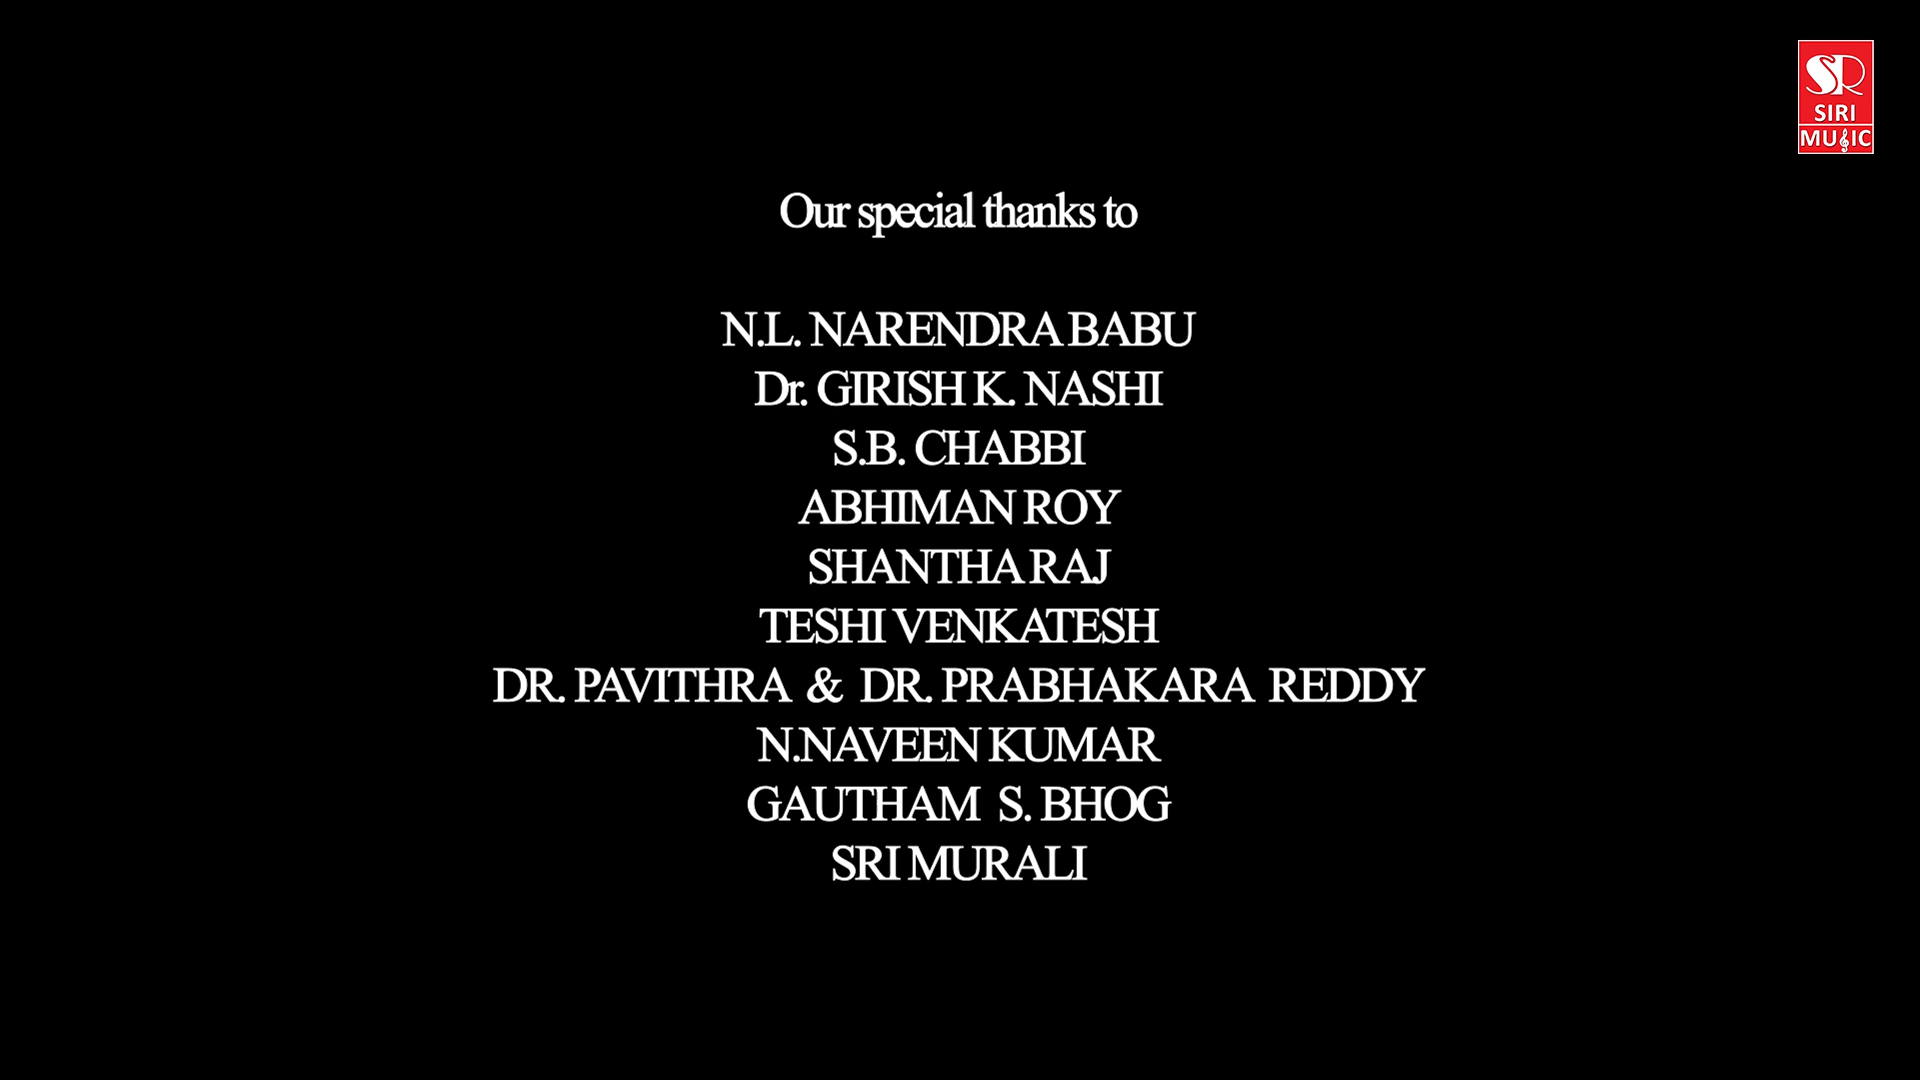 SR
SIRI
MUSIC
Our special thanks to
N.L. NARENDRA BABU
Dr. GIRISH K. NASHI
S.B. CHABBI
ABHIMAN ROY
SHANTHA RAJ
TESHI VENKATESH
DR. PAVITHRA & DR. PRABHAKARA REDDY
N.NAVEEN KUMAR
GAUTHAM S. BHOG
SRI MURALI